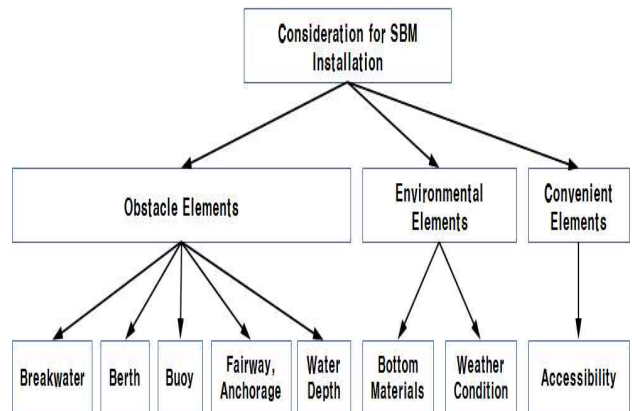 Consideration for SBM
Installation
Obstacle Elements
Environmental
Elements
Convenient
Elements
Breakwater
Berth
Buoy
Fairway,
Anchorage
Water
Depth
Bottom
Materials
Weather
Condition
Accessibility